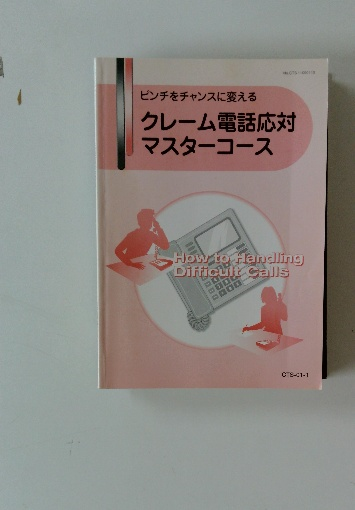 ピンチをチャンスに変える
クレーム電話応対
マスターコース
How to Handling
Difficult Calls
CTS-01-1